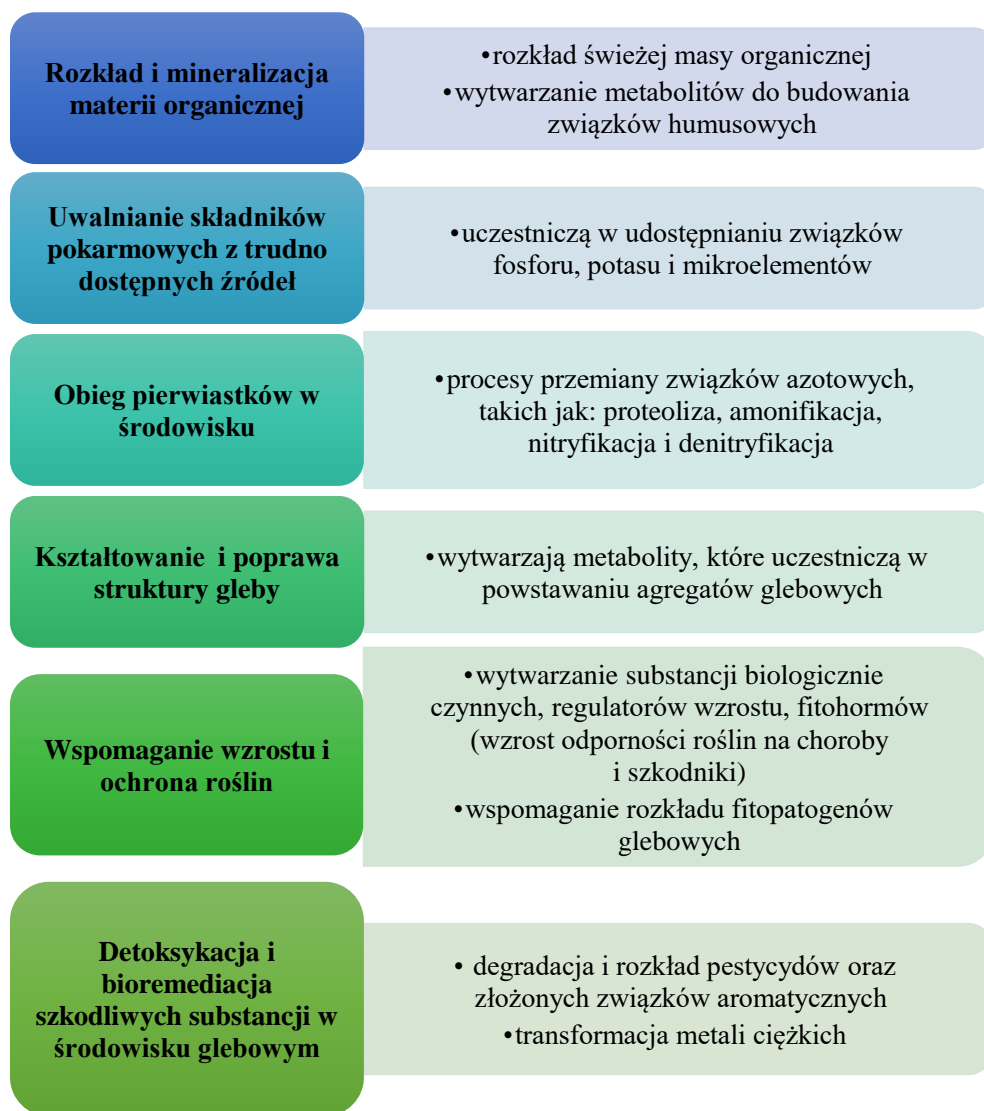 Rozkład i mineralizacja
materii organicznej
•rozkład świeżej masy organicznej
•wytwarzanie metabolitów do budowania
związków humusowych
Uwalnianie składników
pokarmowych z trudno
dostępnych źródeł
•uczestniczą w udostępnianiu związków
fosforu, potasu i mikroelementów
Obieg pierwiastków w
środowisku
•procesy przemiany związków azotowych,
takich jak: proteoliza, amonifikacja,
nitryfikacja i denitryfikacja
Kształtowanie i poprawa
struktury gleby
•wytwarzają metabolity, które uczestniczą w
powstawaniu agregatów glebowych
Wspomaganie wzrostu i
ochrona roślin
•wytwarzanie substancji biologicznie
czynnych, regulatorów wzrostu, fitohormów
(wzrost odporności roślin na choroby
i szkodniki)
•wspomaganie rozkładu fitopatogenów
glebowych
Detoksykacja i
bioremediacja
szkodliwych substancji w
środowisku glebowym
• degradacja i rozkład pestycydów oraz
złożonych związków aromatycznych
•transformacja metali ciężkich